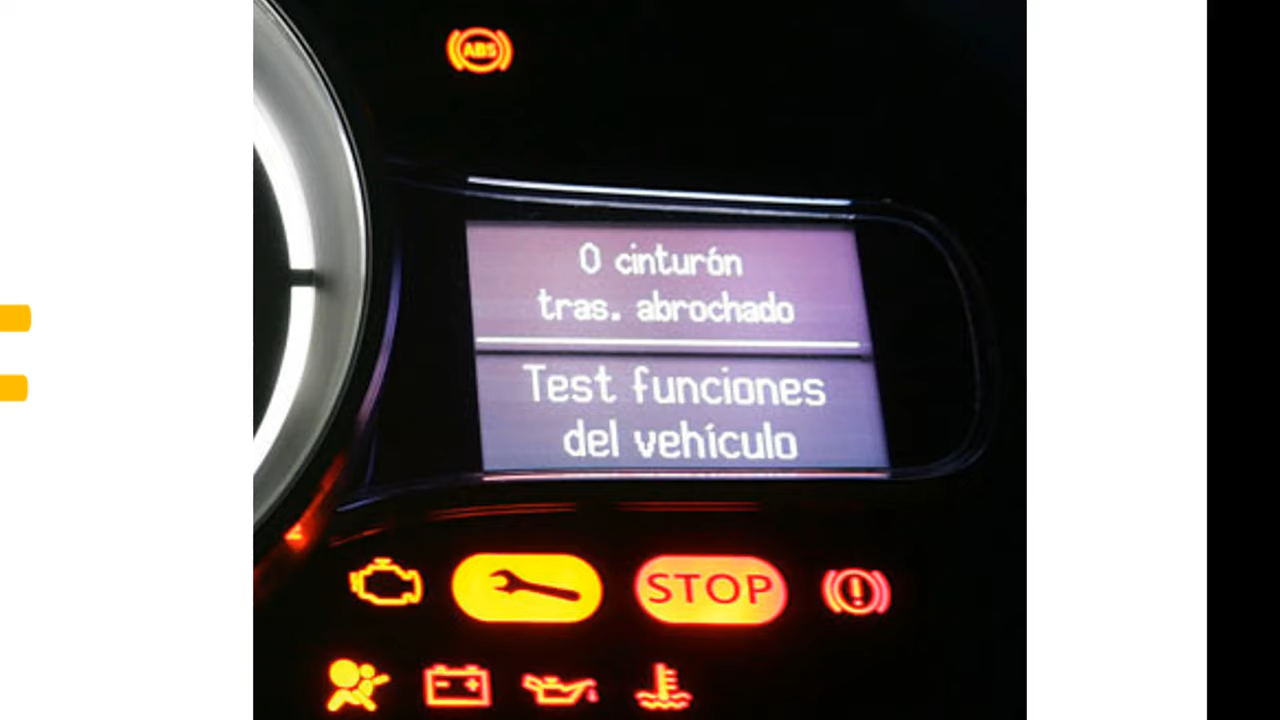 ABS
0 cinturón
tras. abrochado
Test funciones
del vehículo
STOP